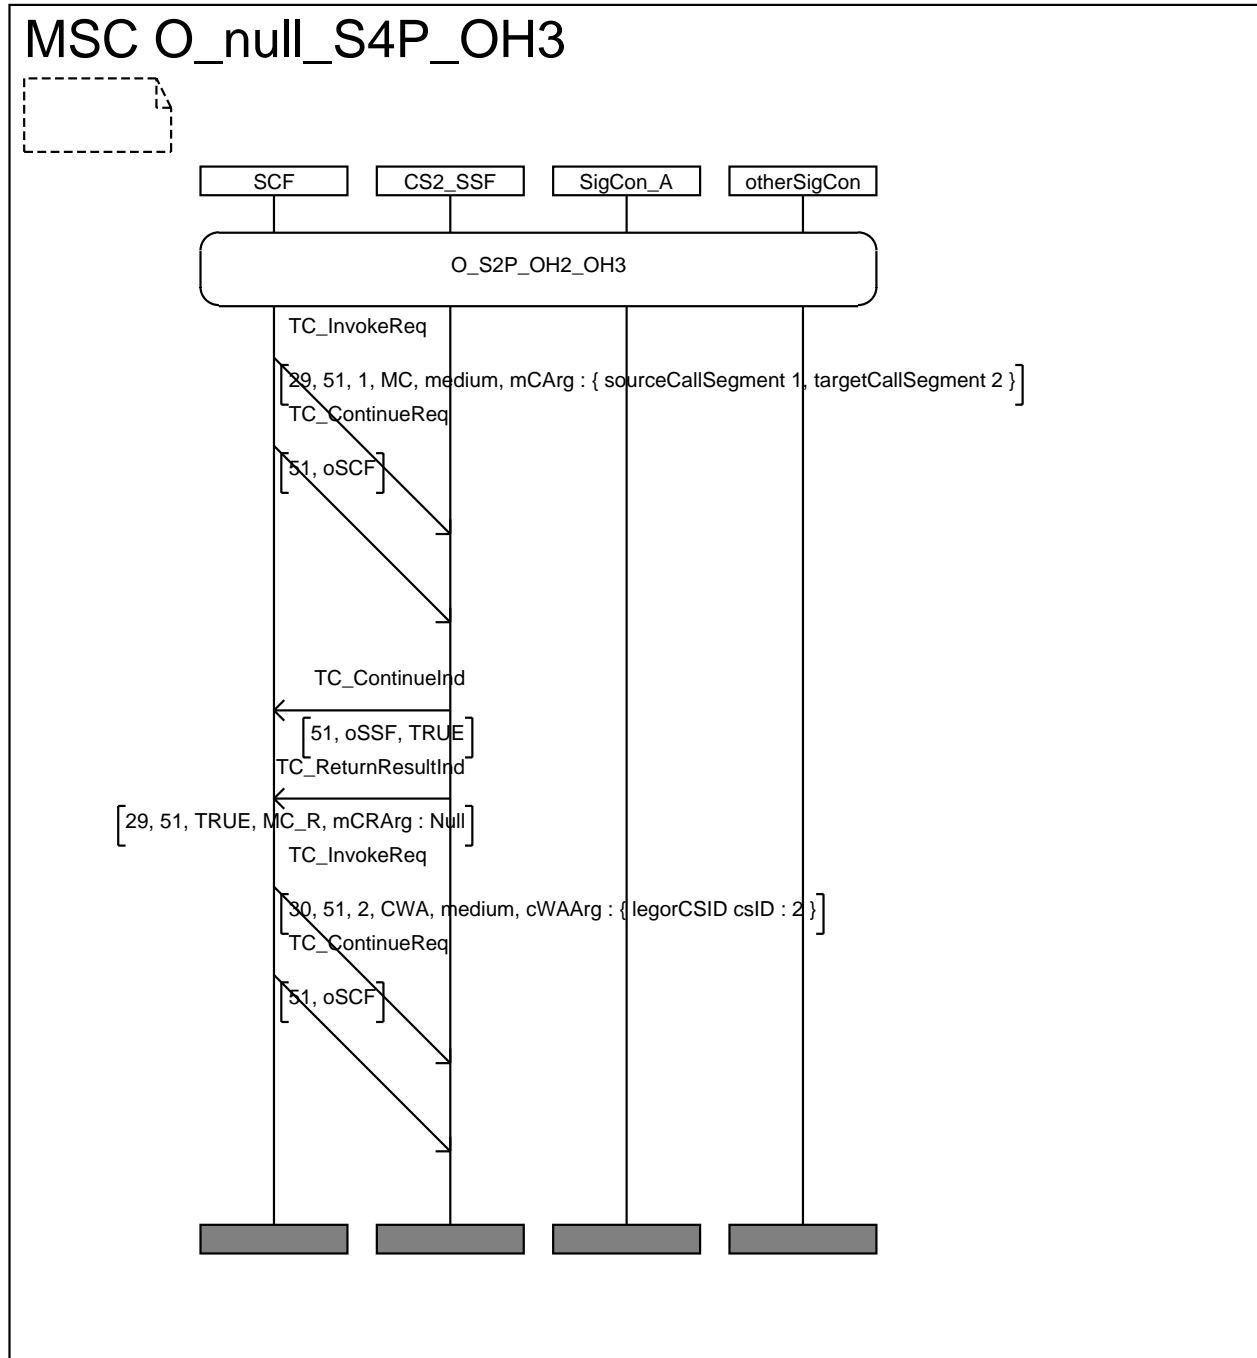 MSC O_null_S4P_OH3
SCF CS2_SSF SigCon_A otherSigCon
O_S2P_OH2_OH3
TC_InvokeReq
29, 51, 1, MC, medium, mCArg : { sourceCallSegment 1, targetCallSegment 2 }
TC_ContinueReq
51, oSCF
TC_ContinueInd
51, oSSF, TRUE
TC_ReturnResultInd
29, 51, TRUE, MC_R, mCRArg : Null
TC_InvokeReq
30, 51, 2, CWA, medium, cWAArg : { legorCSID csID : 2 }
TC_ContinueReq
51, oSCF